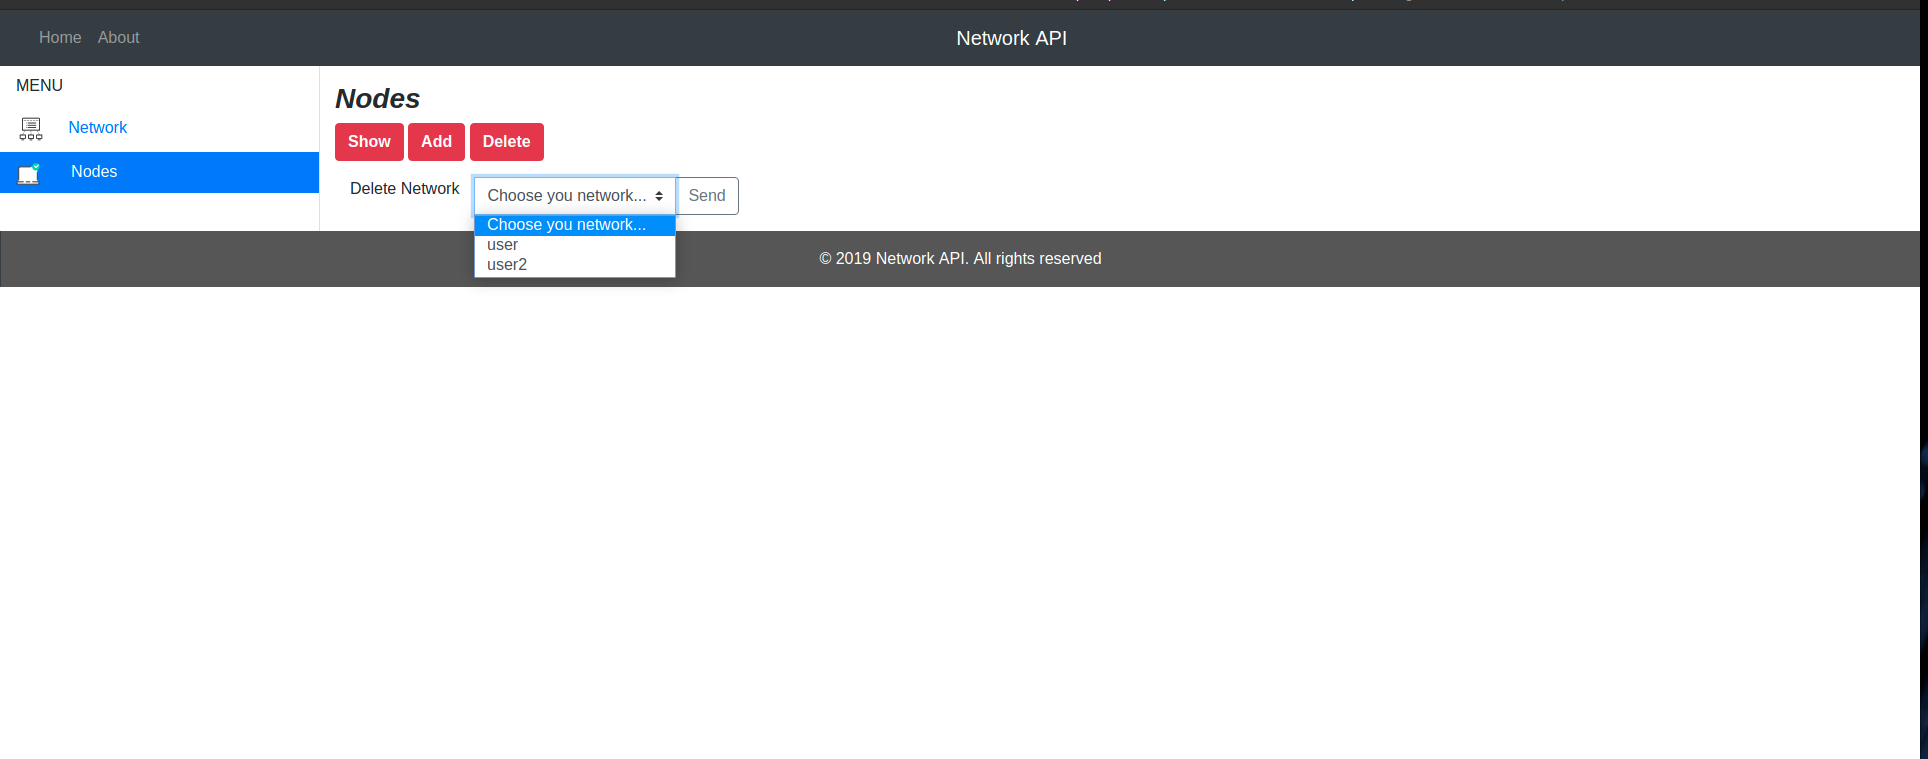 Home About Network API
MENU
Network
Nodes
Nodes
Show Add Delete
Delete Network Choose you network... Send
Choose you network...
user
user2
© 2019 Network API. All rights reserved